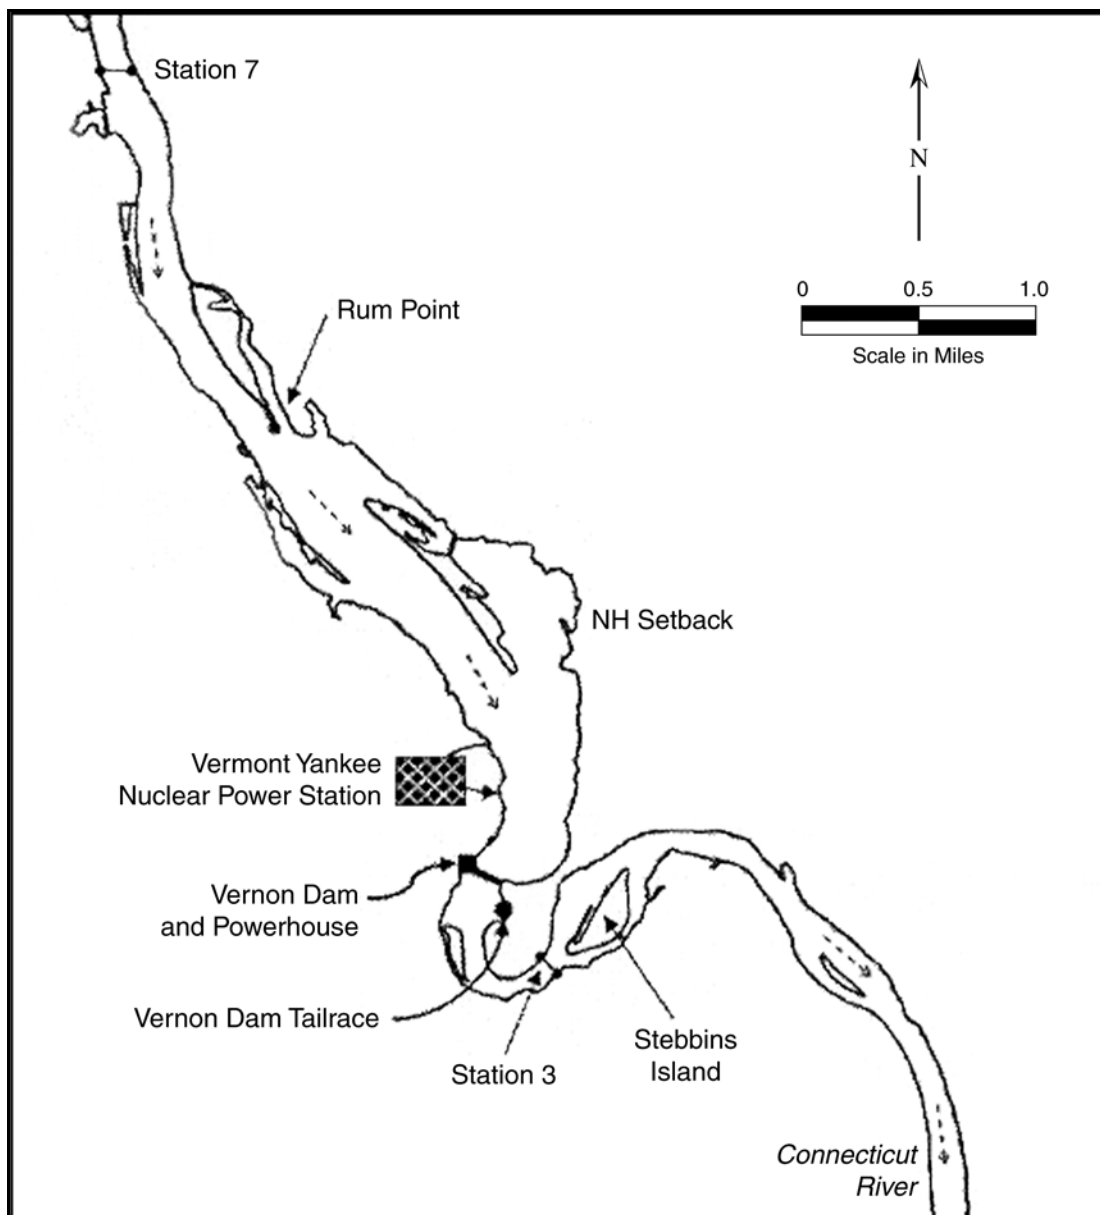 Station 7
N
0 0.5 1.0
Scale in Miles
Rum Point
NH Setback
Vermont Yankee
Nuclear Power Station
Vernon Dam
and Powerhouse
Vernon Dam Tailrace
Station 3
Stebbins
Island
Connecticut
River